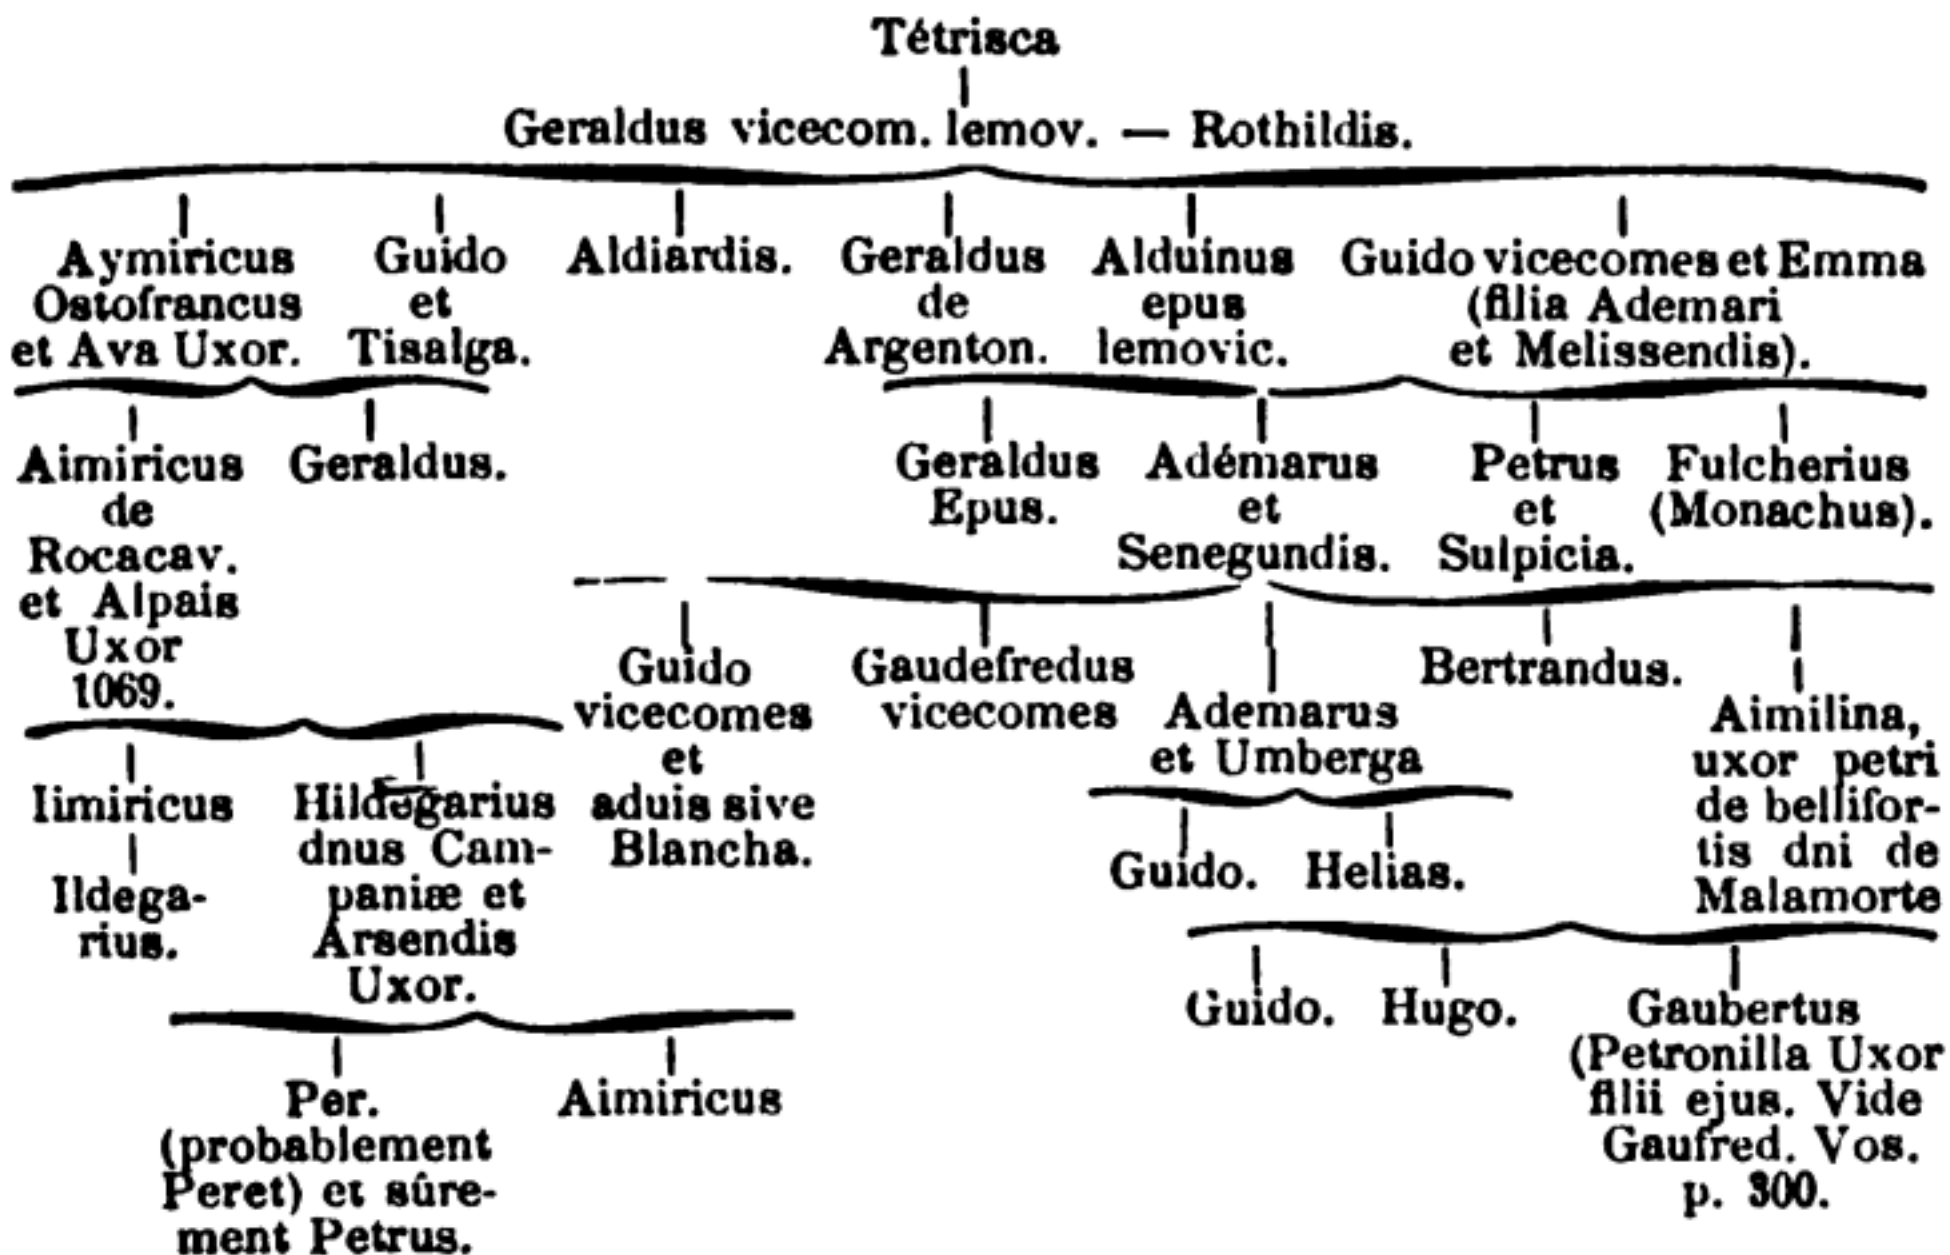 Tétrisca
Geraldus vicecom. lemov. — Rothildis.
Aymiricus
Ostofrancus
et Ava Uxor.
Guido
et
Tisalga.
Aldiardis.
Geraldus
de
Argenton.
Alduinus
epus
lemovic.
Guido vicecomes et Emma
(filia Ademari
et Melissendis).
Aimiricus
de
Rocacav.
et Alpais
Uxor
1069.
Geraldus.
Geraldus
Epus.
Adémarus
et
Senegundis.
Petrus
et
Sulpicia.
Fulcherius
(Monachus).
Guido
vicecomes
et
aduis sive
Blancha.
Gaudefredus
vicecomes
Ademarus
et Umberga
Bertrandus.
Aimilina,
uxor petri
de bellifor-
tis dni de
Malamorte
Iimiricus
Ildega-
rius.
Hildegarius
dnus Cam-
paniæ et
Arsendis
Uxor.
Guido.
Helias.
Guido.
Hugo.
Gaubertus
(Petronilla Uxor
filii ejus. Vide
Gaufred. Vos.
p. 300.
Per.
(probablement
Peret) et sûre-
ment Petrus.
Aimiricus